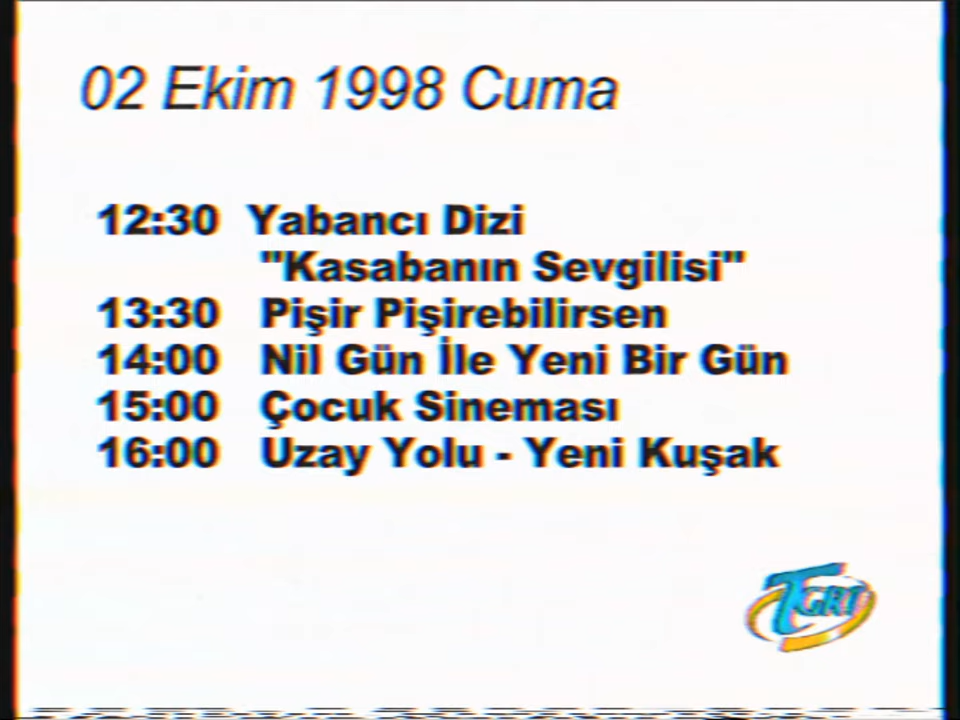 02 Ekim 1998 Cuma
12:30 Yabancı Dizi
"Kasabanın Sevgilisi"
13:30 Pişir Pişirebilirsen
14:00 Nil Gün İle Yeni Bir Gün
15:00 Çocuk Sineması
16:00 Uzay Yolu - Yeni Kuşak
TGRT